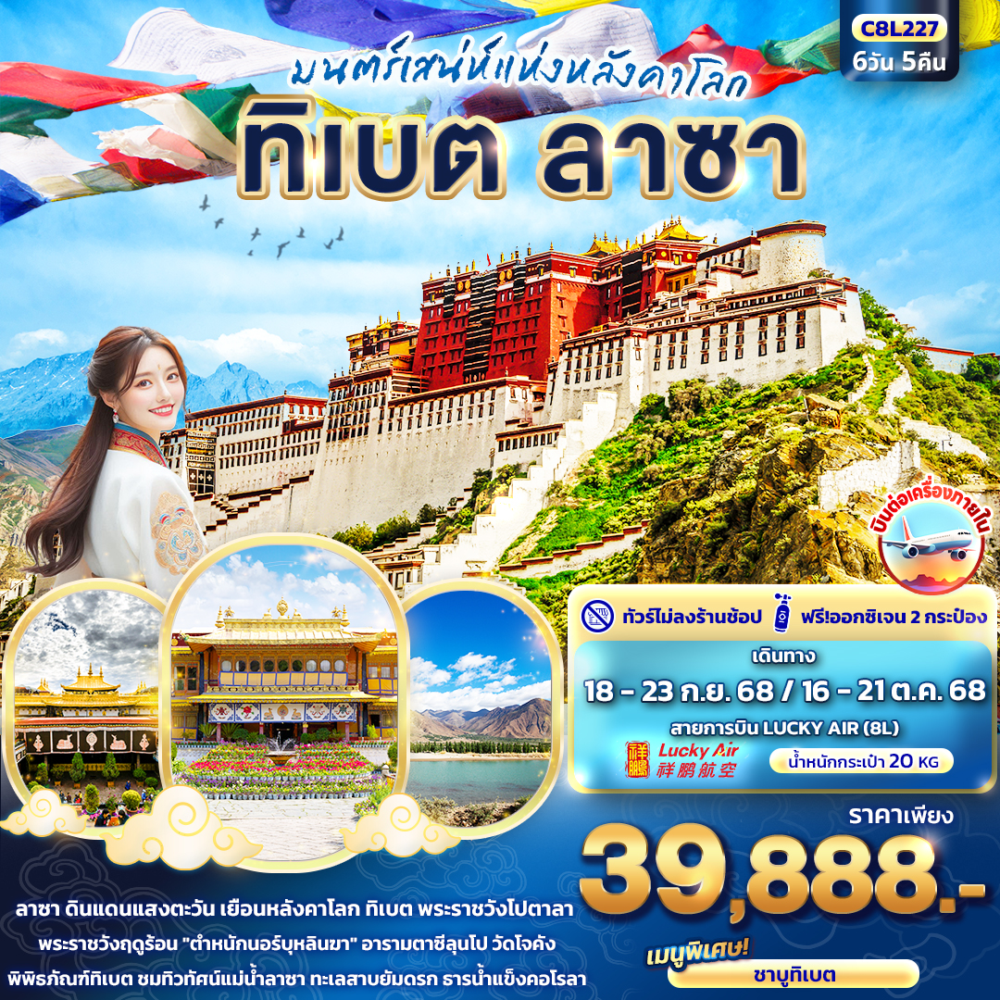 C8L227
6วัน 5คืน
มนตร์เสน่ห์แห่งหลังคาโลก
ทิเบต ลาซา
บินต่อเครื่องภายใน
ทัวร์ไม่ลงร้านช้อป
ฟรี!ออกซิเจน 2 กระป๋อง
เดินทาง
18 - 23 ก.ย. 68 / 16 - 21 ต.ค. 68
สายการบิน LUCKY AIR (8L)
祥鹏 Lucky Air
祥鹏航空
น้ำหนักกระเป๋า 20 KG
ราคาเพียง
39,888.-
ลาซา ดินแดนแสงตะวัน เยือนหลังคาโลก ทิเบต พระราชวังโปตาลา
พระราชวังฤดูร้อน "ตำหนักนอร์บุหลินฆา" อารามตาซีลุนโป วัดโจคัง
พิพิธภัณฑ์ทิเบต ชมทิวทัศน์แม่น้ำลาซา ทะเลสาบยัมดรก ธารน้ำแข็งคอโรลา
เมนูพิเศษ!
ชาบูทิเบต